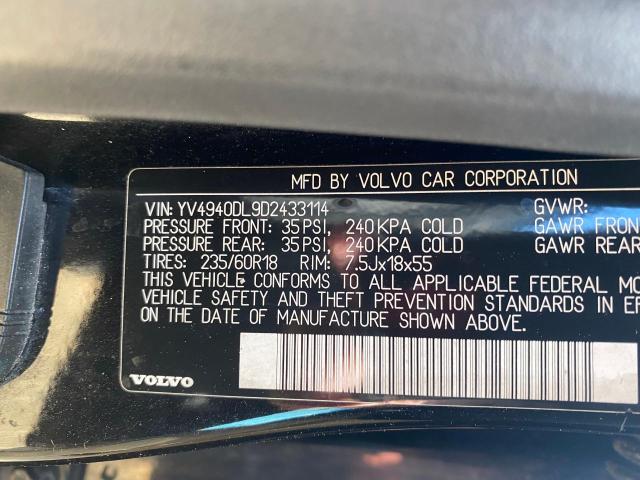 MFD BY VOLVO CAR CORPORATION
VIN: YV4940DL9D2433114 GVWR:
PRESSURE FRONT: 35PSI, 240KPA COLD GAWR FRON
PRESSURE REAR: 35PSI, 240KPA COLD GAWR REAR
TIRES: 235/60R18 RIM: 7.5Jx18x55
THIS VEHICLE CONFORMS TO ALL APPLICABLE FEDERAL MO
VEHICLE SAFETY AND THEFT PREVENTION STANDARDS IN EF
ON THE DATE OF MANUFACTURE SHOWN ABOVE.
VOLVO